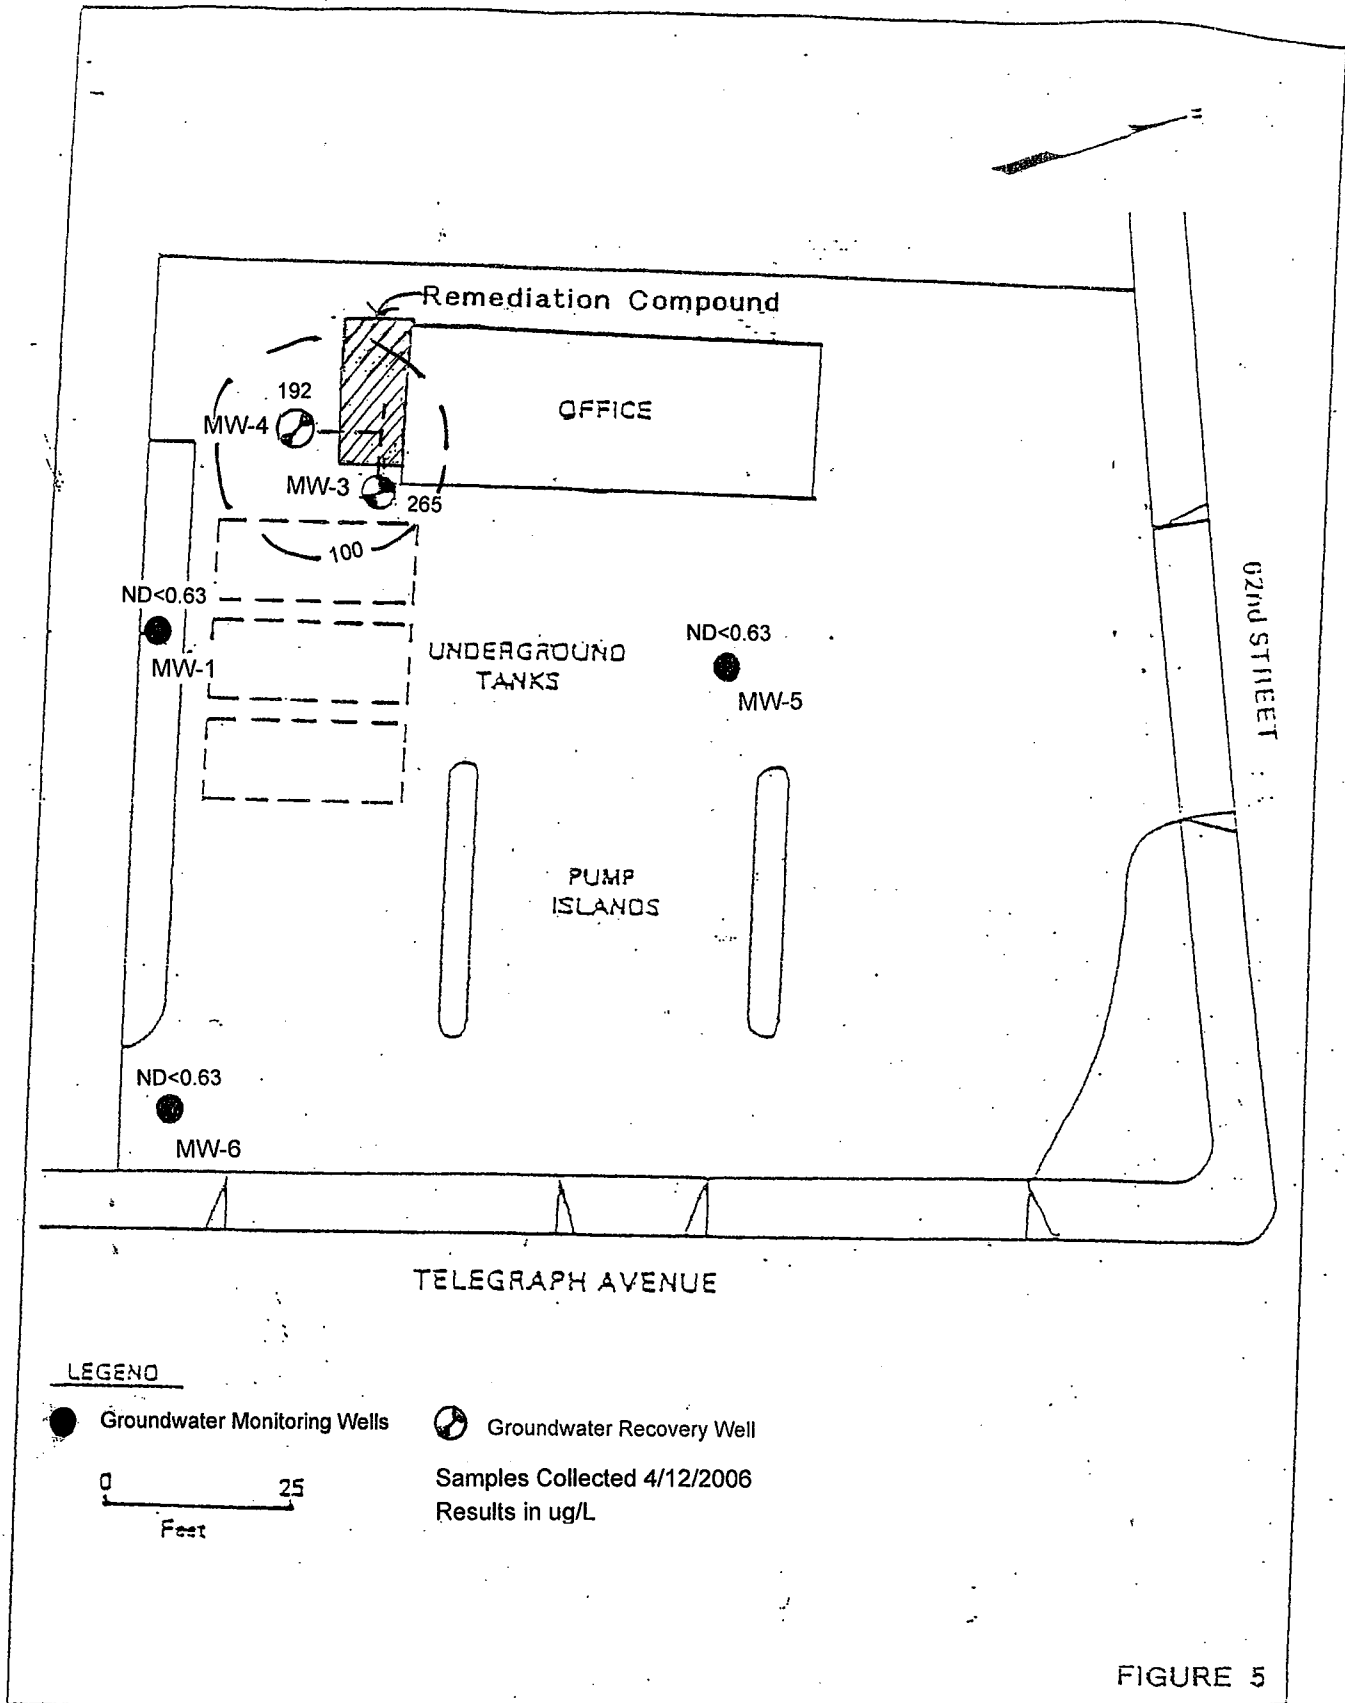 Remediation Compound
OFFICE
192
MW-4
MW-3
265
100
ND<0.63
MW-1
UNDERGROUND
TANKS
ND<0.63
MW-5
62nd STREET
PUMP
ISLANDS
ND<0.63
MW-6
TELEGRAPH AVENUE
LEGEND
Groundwater Monitoring Wells
Groundwater Recovery Well
0 25
Feet
Samples Collected 4/12/2006
Results in ug/L
FIGURE 5